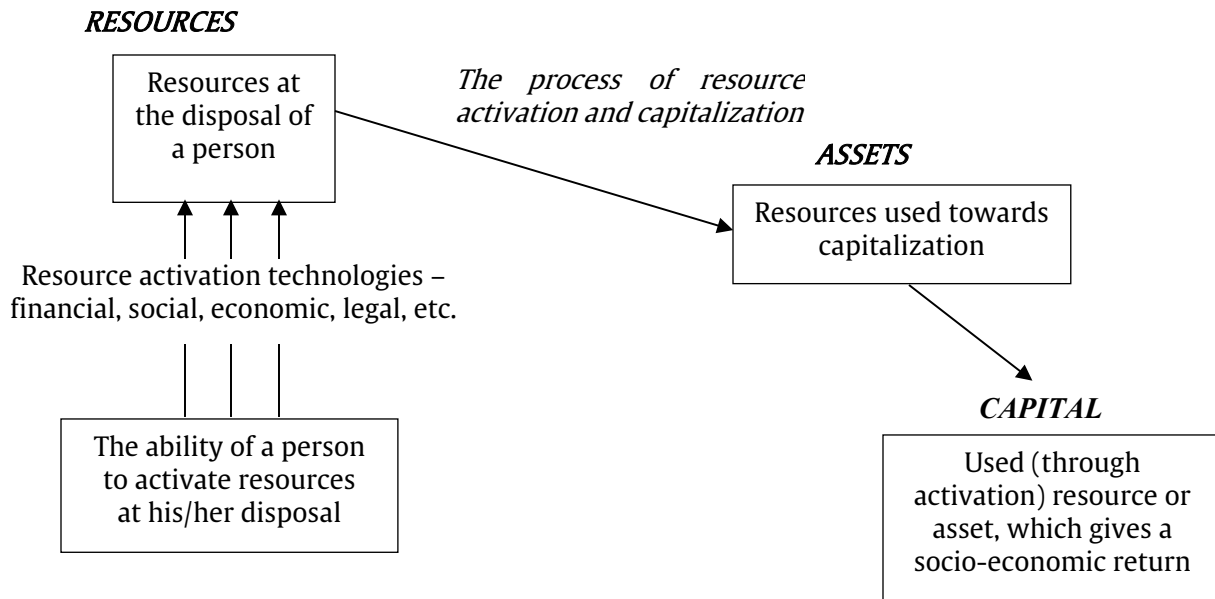 RESOURCES
Resources at
the disposal of
a person
The process of resource
activation and capitalization
ASSETS
Resources used towards
capitalization
Resource activation technologies –
financial, social, economic, legal, etc.
CAPITAL
The ability of a person
to activate resources
at his/her disposal
Used (through
activation) resource or
asset, which gives a
socio-economic return